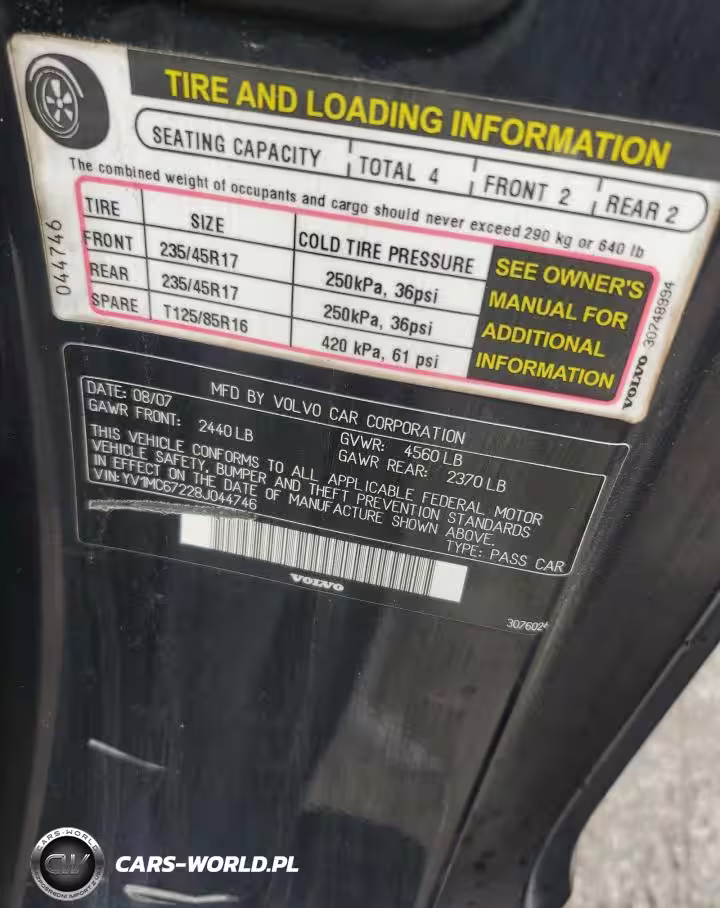 TIRE AND LOADING INFORMATION
SEATING CAPACITY TOTAL 4 FRONT 2 REAR 2
The combined weight of occupants and cargo should never exceed 290 kg or 640 lb
TIRE SIZE COLD TIRE PRESSURE
FRONT 235/45R17 250kPa, 36psi
REAR 235/45R17 250kPa, 36psi
SPARE T125/85R16 420 kPa, 61 psi
SEE OWNER'S
MANUAL FOR
ADDITIONAL
INFORMATION
044746
VOLVO 30748994
DATE: 08/07 MFD BY VOLVO CAR CORPORATION
GAWR FRONT: 2440 LB GVWR: 4560 LB
GAWR REAR: 2370 LB
THIS VEHICLE CONFORMS TO ALL APPLICABLE FEDERAL MOTOR
VEHICLE SAFETY, BUMPER AND THEFT PREVENTION STANDARDS
IN EFFECT ON THE DATE OF MANUFACTURE SHOWN ABOVE.
VIN: YV1MC67228J044746 TYPE: PASS CAR
VOLVO
307602
CARS-WORLD
CW
CARS-WORLD.PL